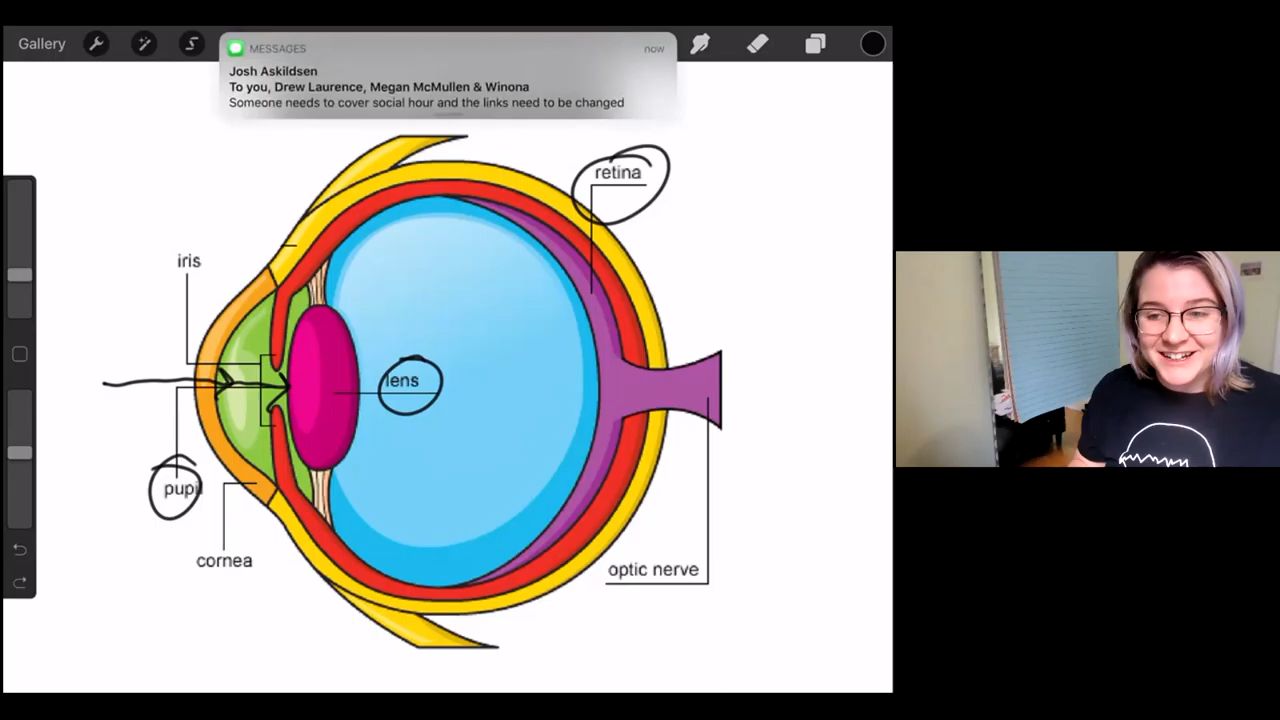 Gallery
MESSAGES
now
Josh Askildsen
To you, Drew Laurence, Megan McMullen & Winona
Someone needs to cover social hour and the links need to be changed
retina
iris
lens
pupil
cornea
optic nerve